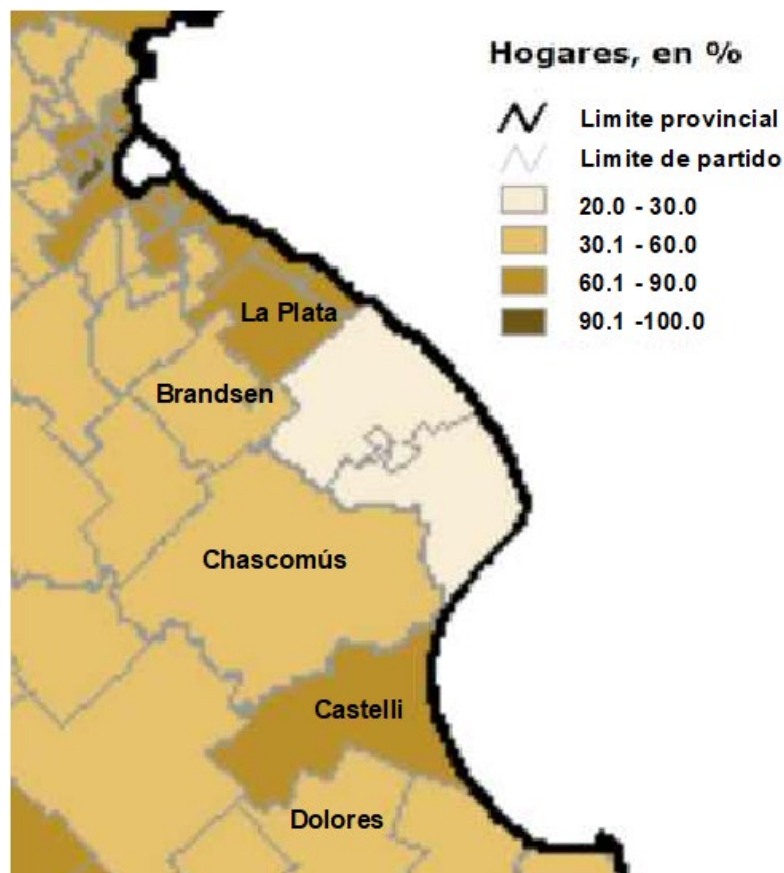 Hogares, en %
Limite provincial
Limite de partido
20.0 - 30.0
30.1 - 60.0
60.1 - 90.0
90.1 -100.0
La Plata
Brandsen
Chascomús
Castelli
Dolores